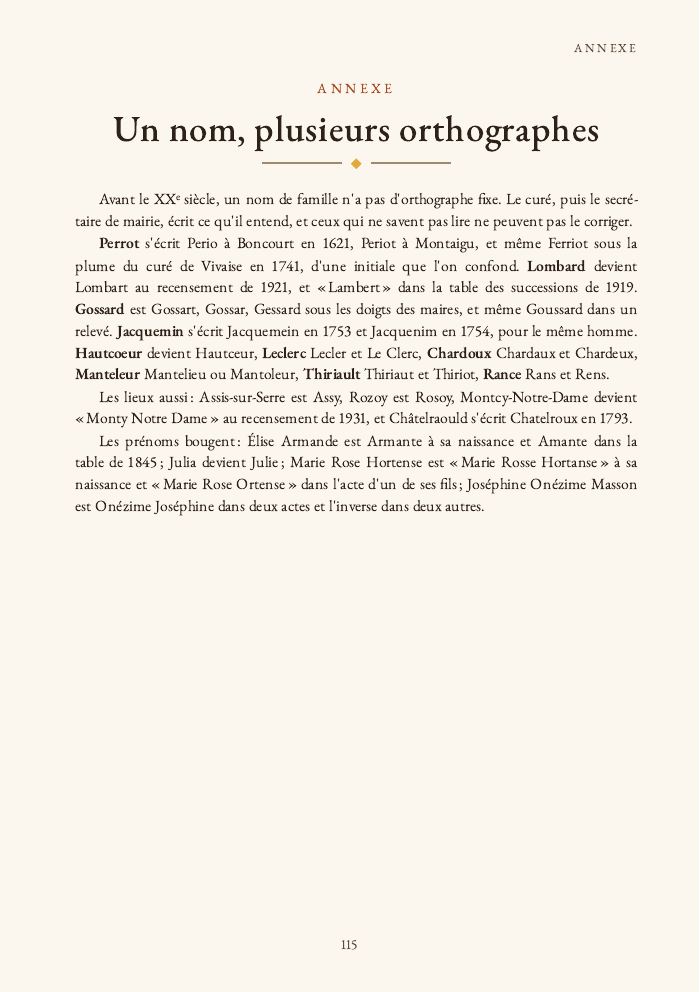 ANNEXE
ANNEXE
Un nom, plusieurs orthographes
Avant le XXᵉ siècle, un nom de famille n'a pas d'orthographe fixe. Le curé, puis le secré-
taire de mairie, écrit ce qu'il entend, et ceux qui ne savent pas lire ne peuvent pas le corriger.
Perrot s'écrit Perio à Boncourt en 1621, Periot à Montaigu, et même Ferriot sous la
plume du curé de Vivaise en 1741, d'une initiale que l'on confond. Lombard devient
Lombart au recensement de 1921, et « Lambert » dans la table des successions de 1919.
Gossard est Gossart, Gossar, Gessard sous les doigts des maires, et même Goussard dans un
relevé. Jacquemin s'écrit Jacquemein en 1753 et Jacquenim en 1754, pour le même homme.
Hautcoeur devient Hautceur, Leclerc Lecler et Le Clerc, Chardoux Chardaux et Chardeux,
Manteleur Mantelieu ou Mantoleur, Thiriault Thiriaut et Thiriot, Rance Rans et Rens.
Les lieux aussi : Assis-sur-Serre est Assy, Rozoy est Rosoy, Montcy-Notre-Dame devient
« Monty Notre Dame » au recensement de 1931, et Châtelraould s'écrit Chatelroux en 1793.
Les prénoms bougent : Élise Armande est Armante à sa naissance et Amante dans la
table de 1845 ; Julia devient Julie ; Marie Rose Hortense est « Marie Rosse Hortanse » à sa
naissance et « Marie Rose Ortense » dans l'acte d'un de ses fils ; Joséphine Onézime Masson
est Onézime Joséphine dans deux actes et l'inverse dans deux autres.
115